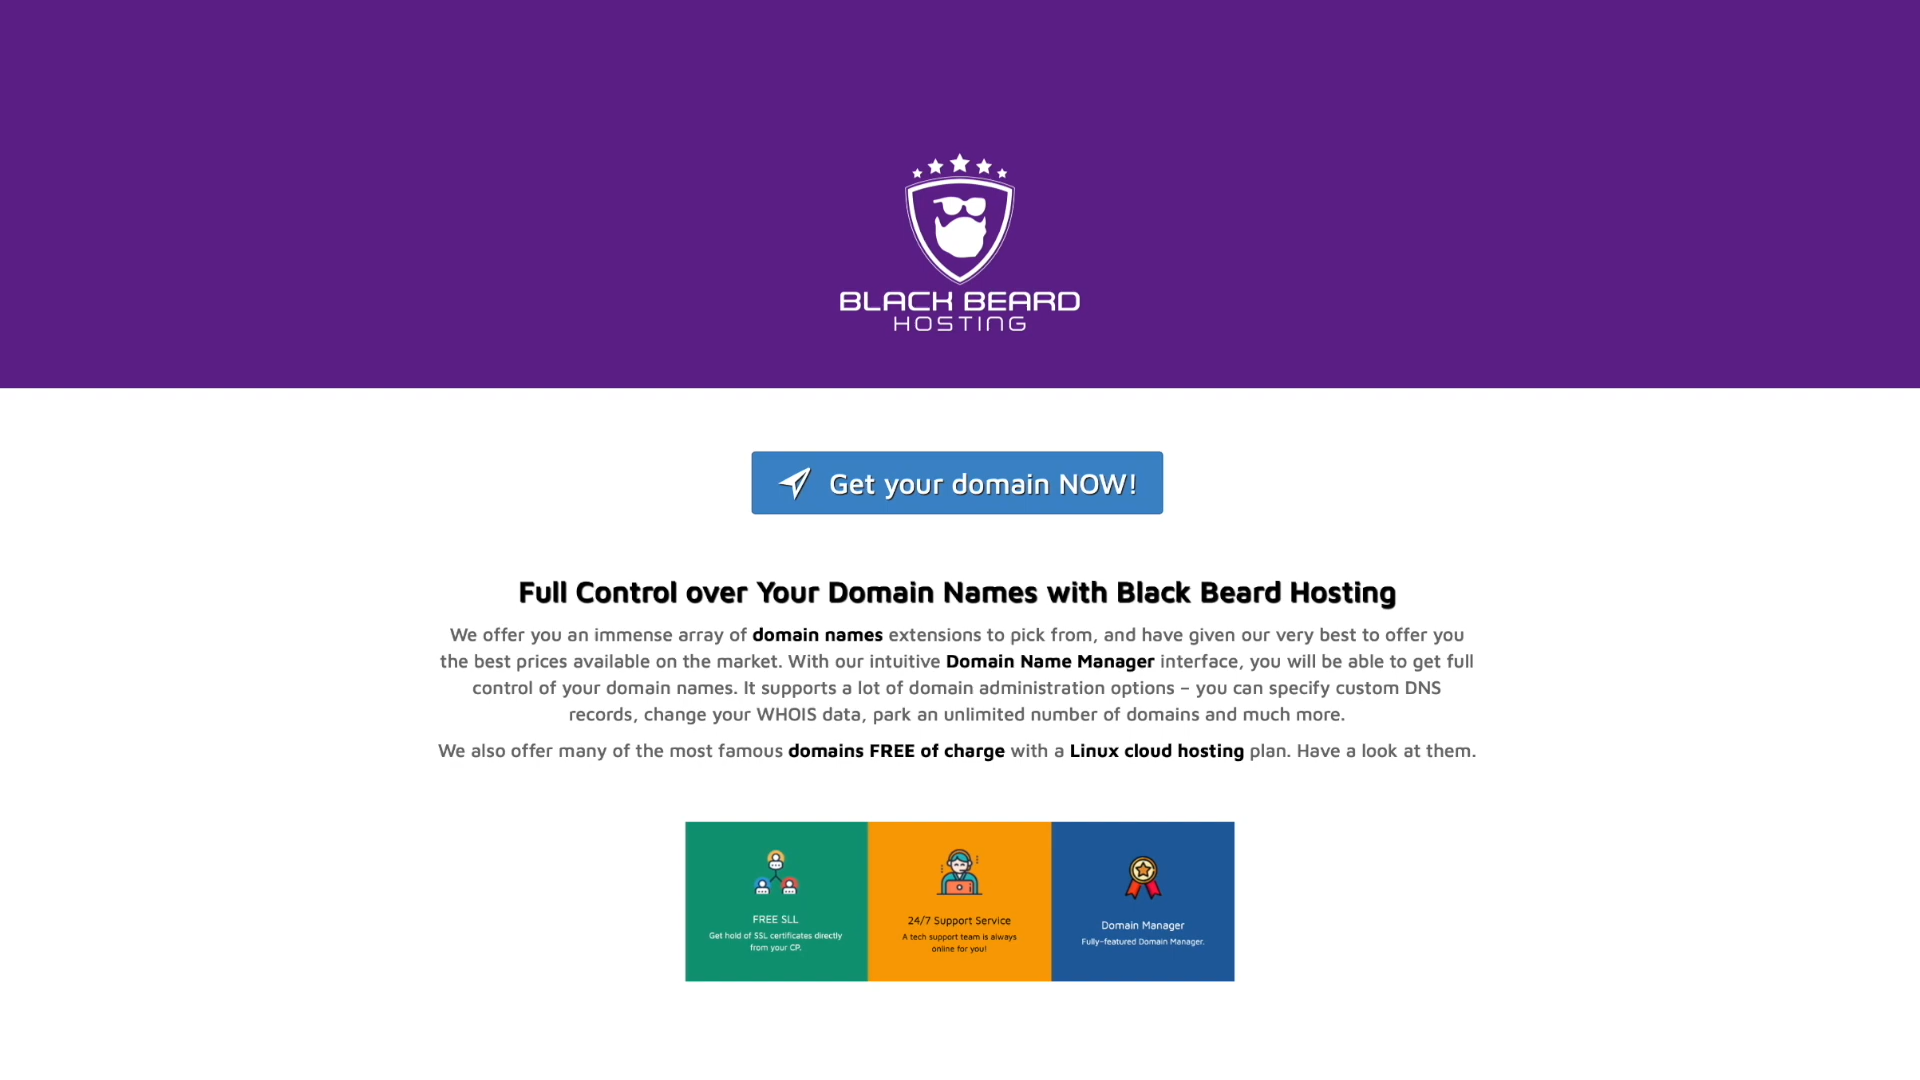 BLACK BEARD
HOSTING
Get your domain NOW!
Full Control over Your Domain Names with Black Beard Hosting
We offer you an immense array of domain names extensions to pick from, and have given our very best to offer you
the best prices available on the market. With our intuitive Domain Name Manager interface, you will be able to get full
control of your domain names. It supports a lot of domain administration options – you can specify custom DNS
records, change your WHOIS data, park an unlimited number of domains and much more.
We also offer many of the most famous domains FREE of charge with a Linux cloud hosting plan. Have a look at them.
FREE SLL
Get hold of SSL certificates directly
from your CP.
24/7 Support Service
A tech support team is always
online for you!
Domain Manager
Fully-featured Domain Manager.